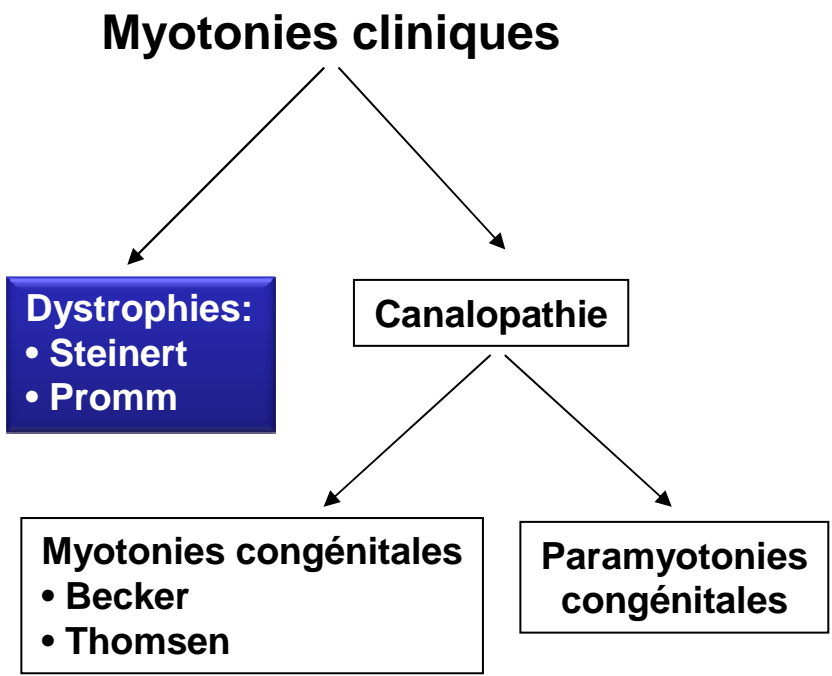 Myotonies cliniques
Dystrophies:
• Steinert
• Promm
Canalopathie
Myotonies congénitales
• Becker
• Thomsen
Paramyotonies
congénitales